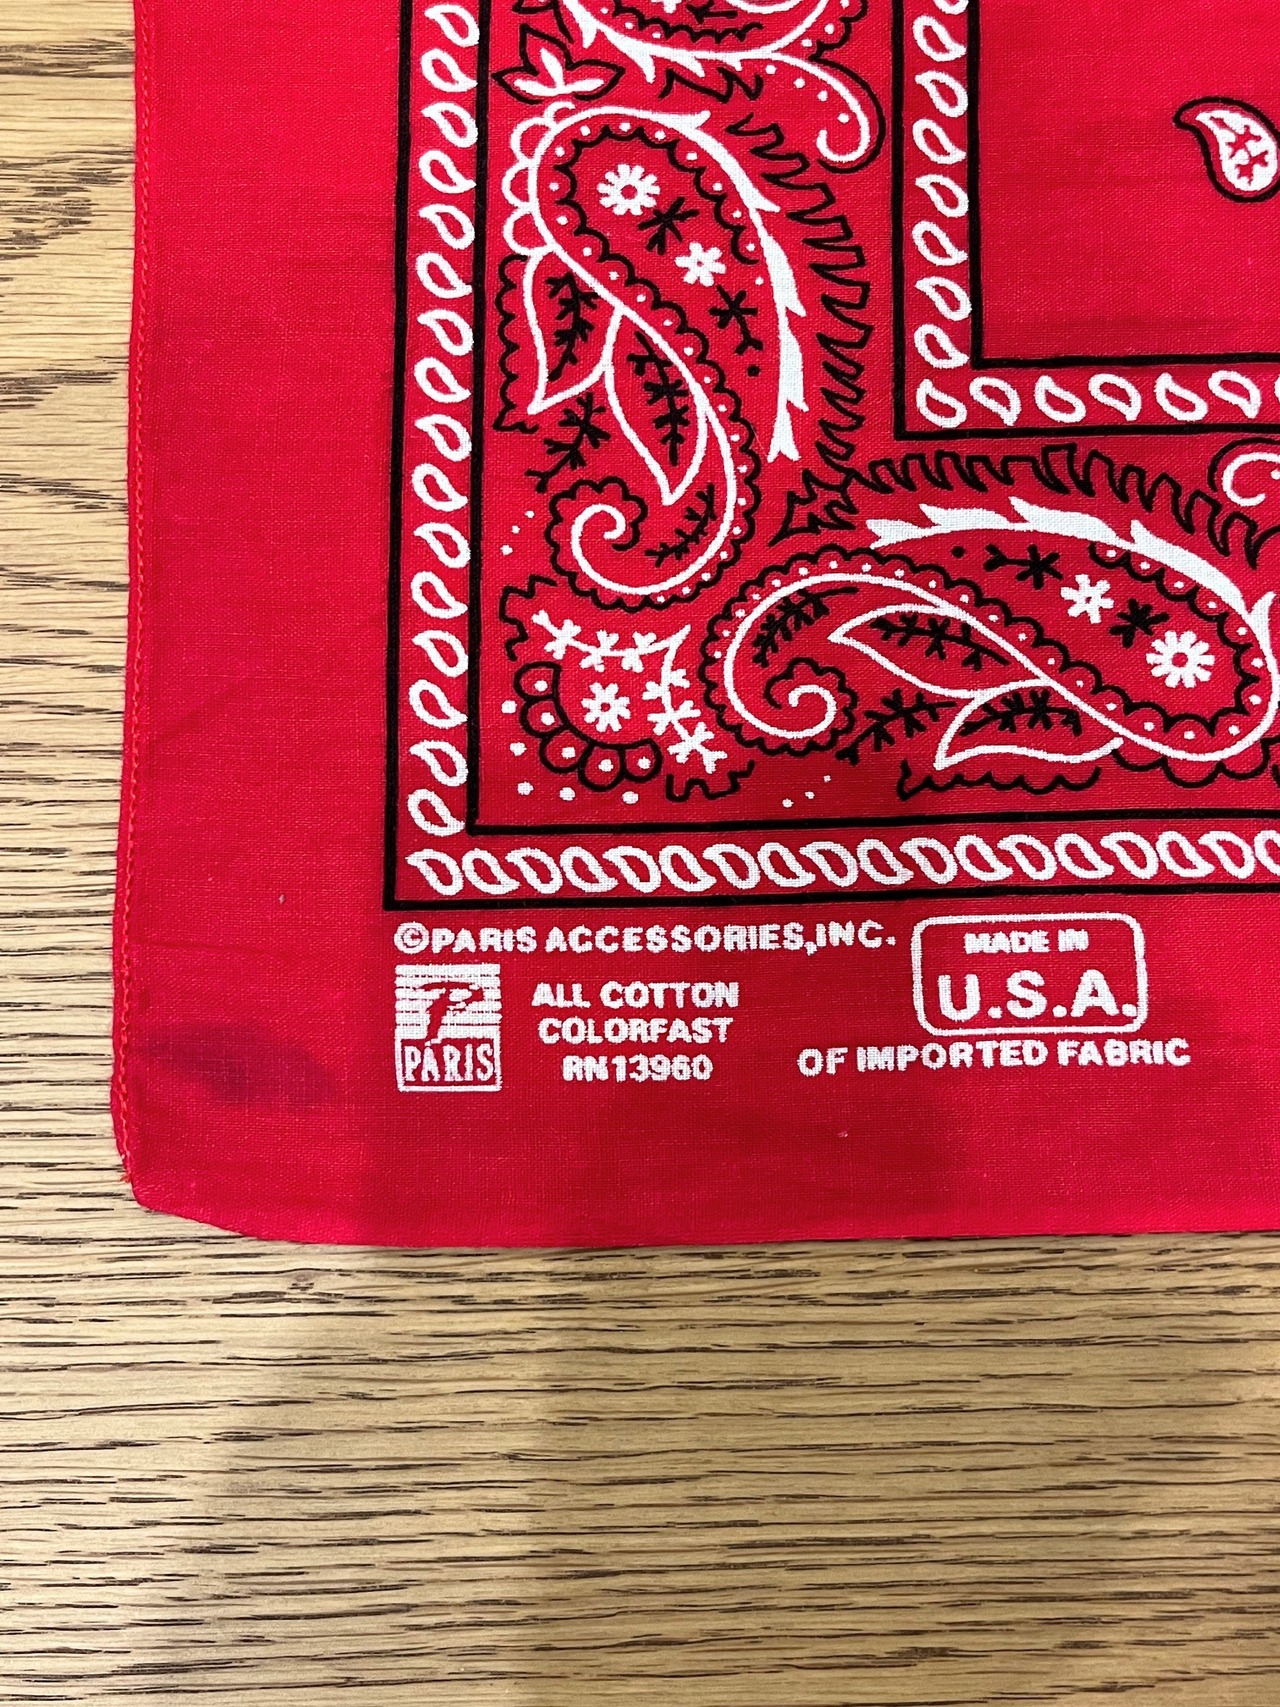 ©PARIS ACCESSORIES, INC.
PARIS
ALL COTTON
COLORFAST
RN13960
MADE IN
U.S.A.
OF IMPORTED FABRIC